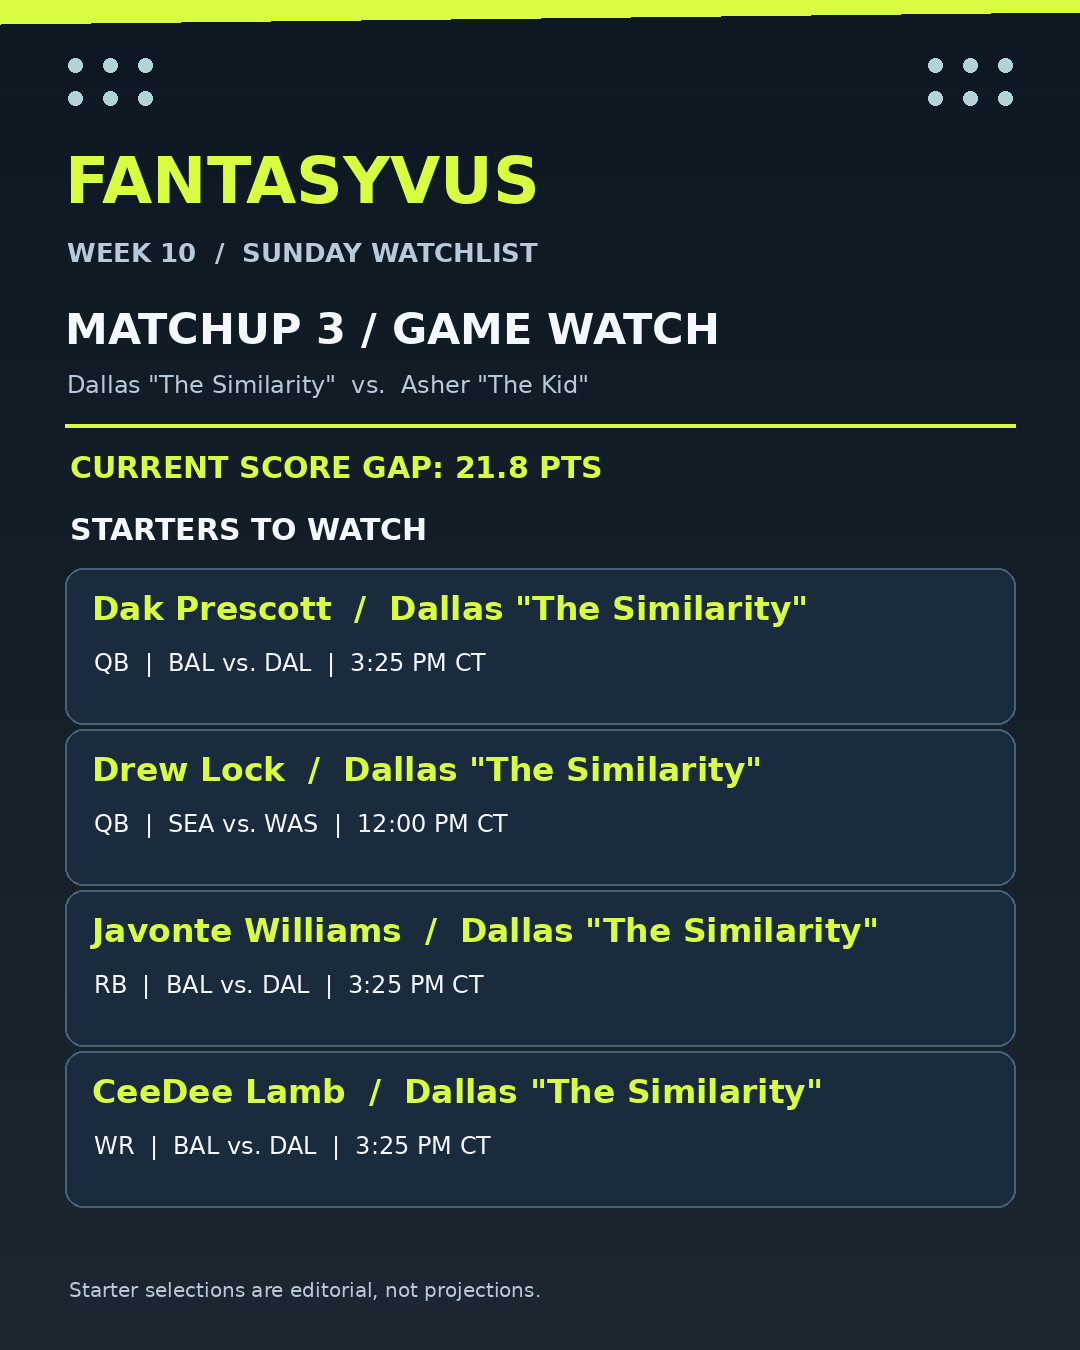 FANTASYVUS
WEEK 10 / SUNDAY WATCHLIST
MATCHUP 3 / GAME WATCH
Dallas "The Similarity" vs. Asher "The Kid"
CURRENT SCORE GAP: 21.8 PTS
STARTERS TO WATCH
Dak Prescott / Dallas "The Similarity"
QB | BAL vs. DAL | 3:25 PM CT
Drew Lock / Dallas "The Similarity"
QB | SEA vs. WAS | 12:00 PM CT
Javonte Williams / Dallas "The Similarity"
RB | BAL vs. DAL | 3:25 PM CT
CeeDee Lamb / Dallas "The Similarity"
WR | BAL vs. DAL | 3:25 PM CT
Starter selections are editorial, not projections.